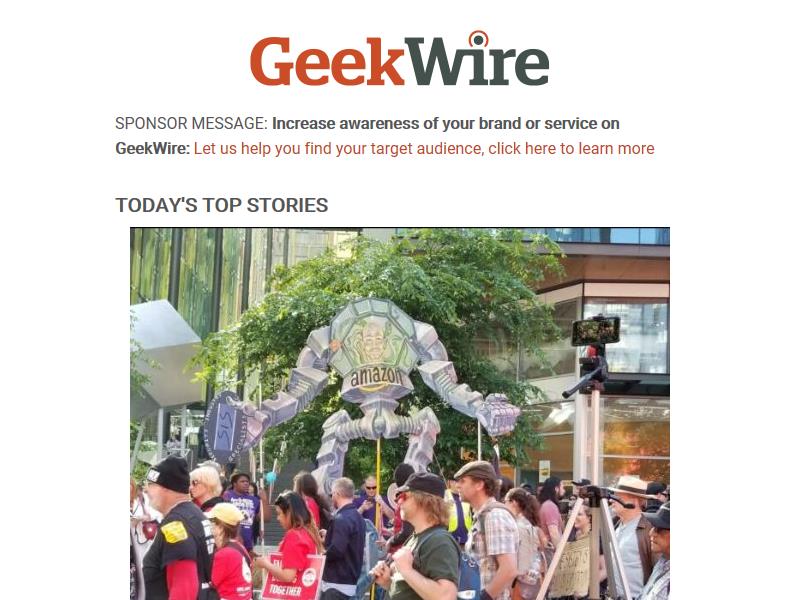 GeekWire
SPONSOR MESSAGE: Increase awareness of your brand or service on
GeekWire: Let us help you find your target audience, click here to learn more
TODAY'S TOP STORIES
amazon
SIS
TOGETHER